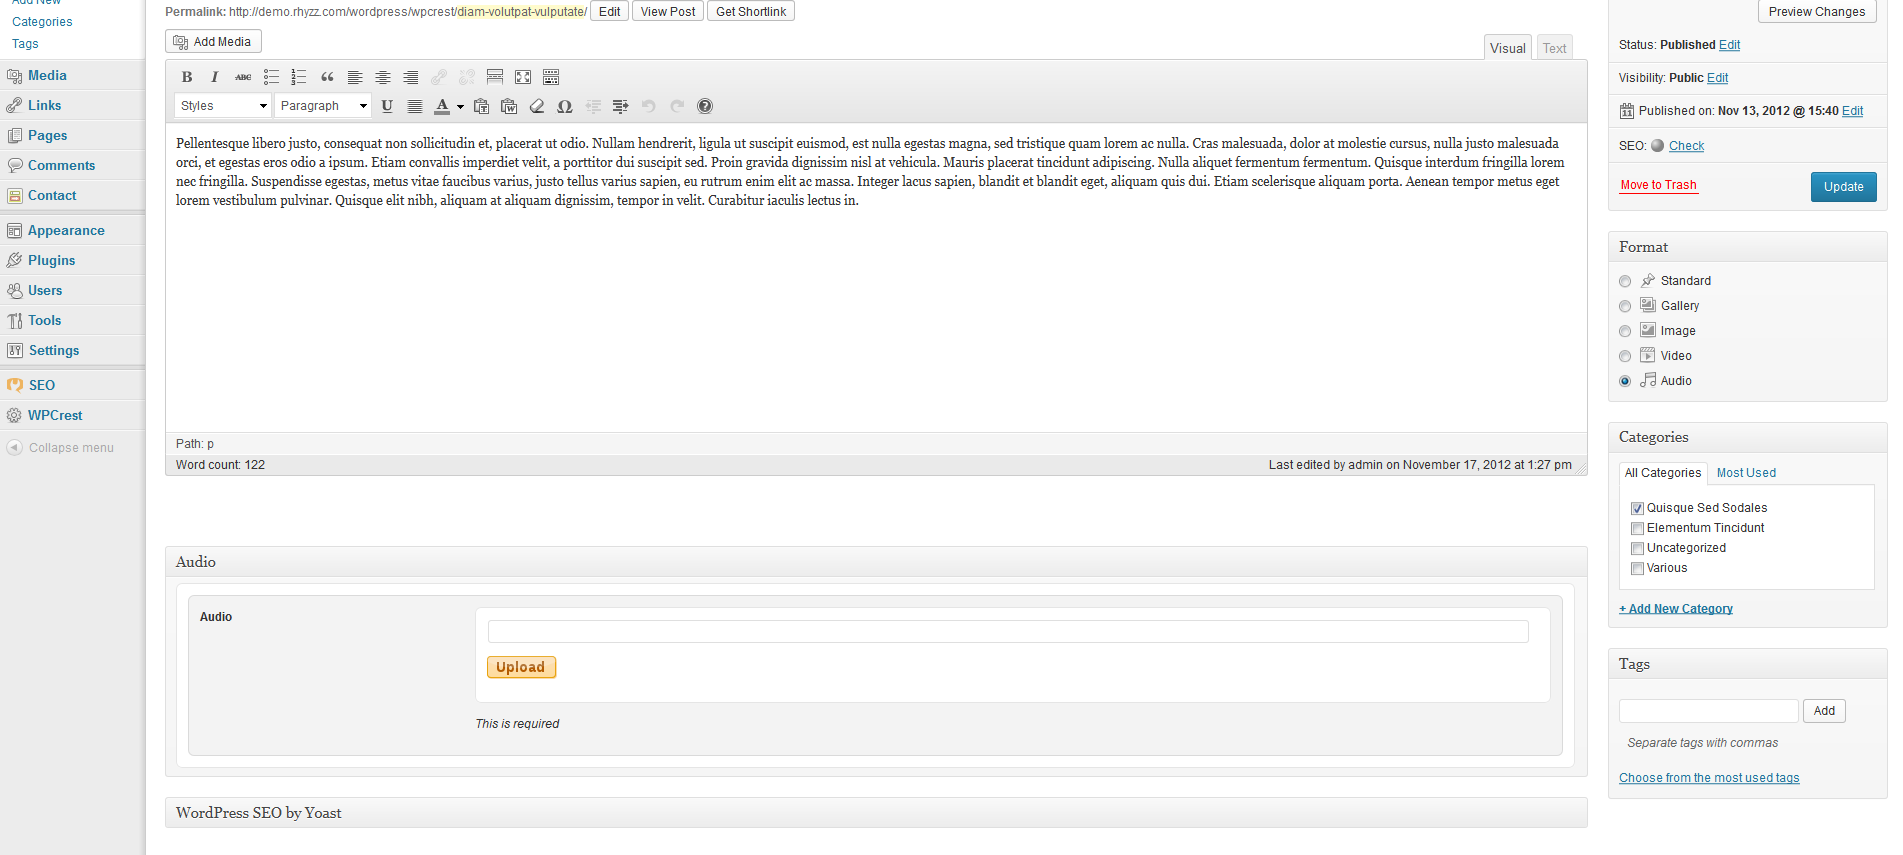 Add New
Categories
Tags
Media
Links
Pages
Comments
Contact
Appearance
Plugins
Users
Tools
Settings
SEO
WPCrest
Collapse menu
Permalink: http://demo.rhyzz.com/wordpress/wpcrest/diam-volutpat-vulputate/ Edit View Post Get Shortlink
Add Media
Visual Text
B I ABC
Styles Paragraph U A
Pellentesque libero justo, consequat non sollicitudin et, placerat ut odio. Nullam hendrerit, ligula ut suscipit euismod, est nulla egestas magna, sed tristique quam lorem ac nulla. Cras malesuada, dolor at molestie cursus, nulla justo malesuada
orci, et egestas eros odio a ipsum. Etiam convallis imperdiet velit, a porttitor dui suscipit sed. Proin gravida dignissim nisl at vehicula. Mauris placerat tincidunt adipiscing. Nulla aliquet fermentum fermentum. Quisque interdum fringilla lorem
nec fringilla. Suspendisse egestas, metus vitae faucibus varius, justo tellus varius sapien, eu rutrum enim elit ac massa. Integer lacus sapien, blandit et blandit eget, aliquam quis dui. Etiam scelerisque aliquam porta. Aenean tempor metus eget
lorem vestibulum pulvinar. Quisque elit nibh, aliquam at aliquam dignissim, tempor in velit. Curabitur iaculis lectus in.
Path: p
Word count: 122 Last edited by admin on November 17, 2012 at 1:27 pm
Audio
Audio
Upload
This is required
WordPress SEO by Yoast
Preview Changes
Status: Published Edit
Visibility: Public Edit
11 Published on: Nov 13, 2012 @ 15:40 Edit
SEO: Check
Move to Trash Update
Format
Standard
Gallery
Image
Video
Audio
Categories
All Categories Most Used
Quisque Sed Sodales
Elementum Tincidunt
Uncategorized
Various
+ Add New Category
Tags
Add
Separate tags with commas
Choose from the most used tags